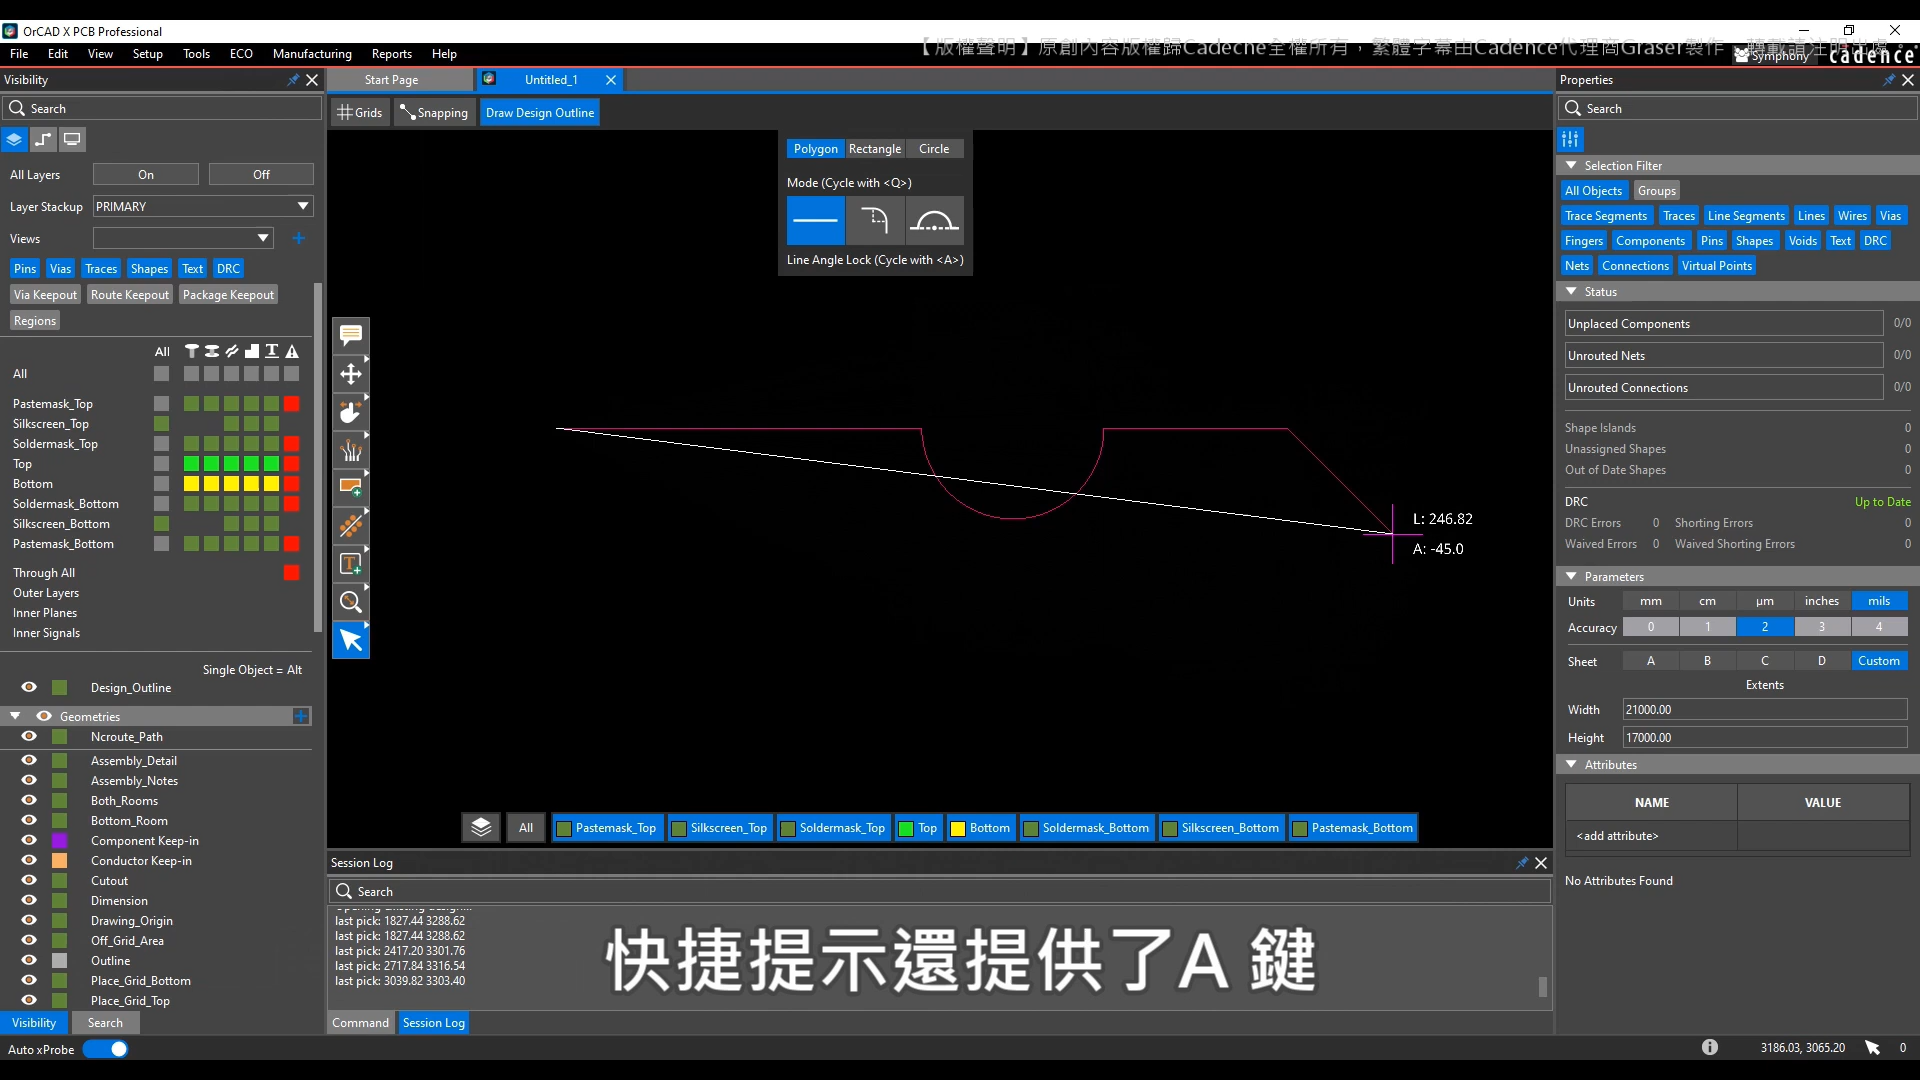 OrCAD X PCB Professional
File Edit View Setup Tools ECO Manufacturing Reports Help
【版權聲明】原創內容版權歸Cadecne全權所有，繁體字幕由Cadence代理商Graser製作，轉載請注明出處。
Symphony
cadence
Visibility
Start Page
Untitled_1
Properties
Search
Grids
Snapping
Draw Design Outline
Search
All Layers On Off
Layer Stackup PRIMARY
Views
Pins Vias Traces Shapes Text DRC
Via Keepout Route Keepout Package Keepout
Regions
All
All
Pastemask_Top
Silkscreen_Top
Soldermask_Top
Top
Bottom
Soldermask_Bottom
Silkscreen_Bottom
Pastemask_Bottom
Through All
Outer Layers
Inner Planes
Inner Signals
Single Object = Alt
Design_Outline
Geometries
Ncroute_Path
Assembly_Detail
Assembly_Notes
Both_Rooms
Bottom_Room
Component Keep-in
Conductor Keep-in
Cutout
Dimension
Drawing_Origin
Off_Grid_Area
Outline
Place_Grid_Bottom
Place_Grid_Top
Visibility Search
Auto xProbe
Polygon Rectangle Circle
Mode (Cycle with <Q>)
Line Angle Lock (Cycle with <A>)
L: 246.82
A: -45.0
All Pastemask_Top Silkscreen_Top Soldermask_Top Top Bottom Soldermask_Bottom Silkscreen_Bottom Pastemask_Bottom
Session Log
Search
last pick: 1827.44 3288.62
last pick: 1827.44 3288.62
last pick: 2417.20 3301.76
last pick: 2717.84 3316.54
last pick: 3039.82 3303.40
快捷提示還提供了A 鍵
Command Session Log
Selection Filter
All Objects Groups
Trace Segments Traces Line Segments Lines Wires Vias
Fingers Components Pins Shapes Voids Text DRC
Nets Connections Virtual Points
Status
Unplaced Components 0/0
Unrouted Nets 0/0
Unrouted Connections 0/0
Shape Islands 0
Unassigned Shapes 0
Out of Date Shapes 0
DRC Up to Date
DRC Errors 0 Shorting Errors 0
Waived Errors 0 Waived Shorting Errors 0
Parameters
Units mm cm µm inches mils
Accuracy 0 1 2 3 4
Sheet A B C D Custom
Extents
Width 21000.00
Height 17000.00
Attributes
NAME VALUE
<add attribute>
No Attributes Found
3186.03, 3065.20 0